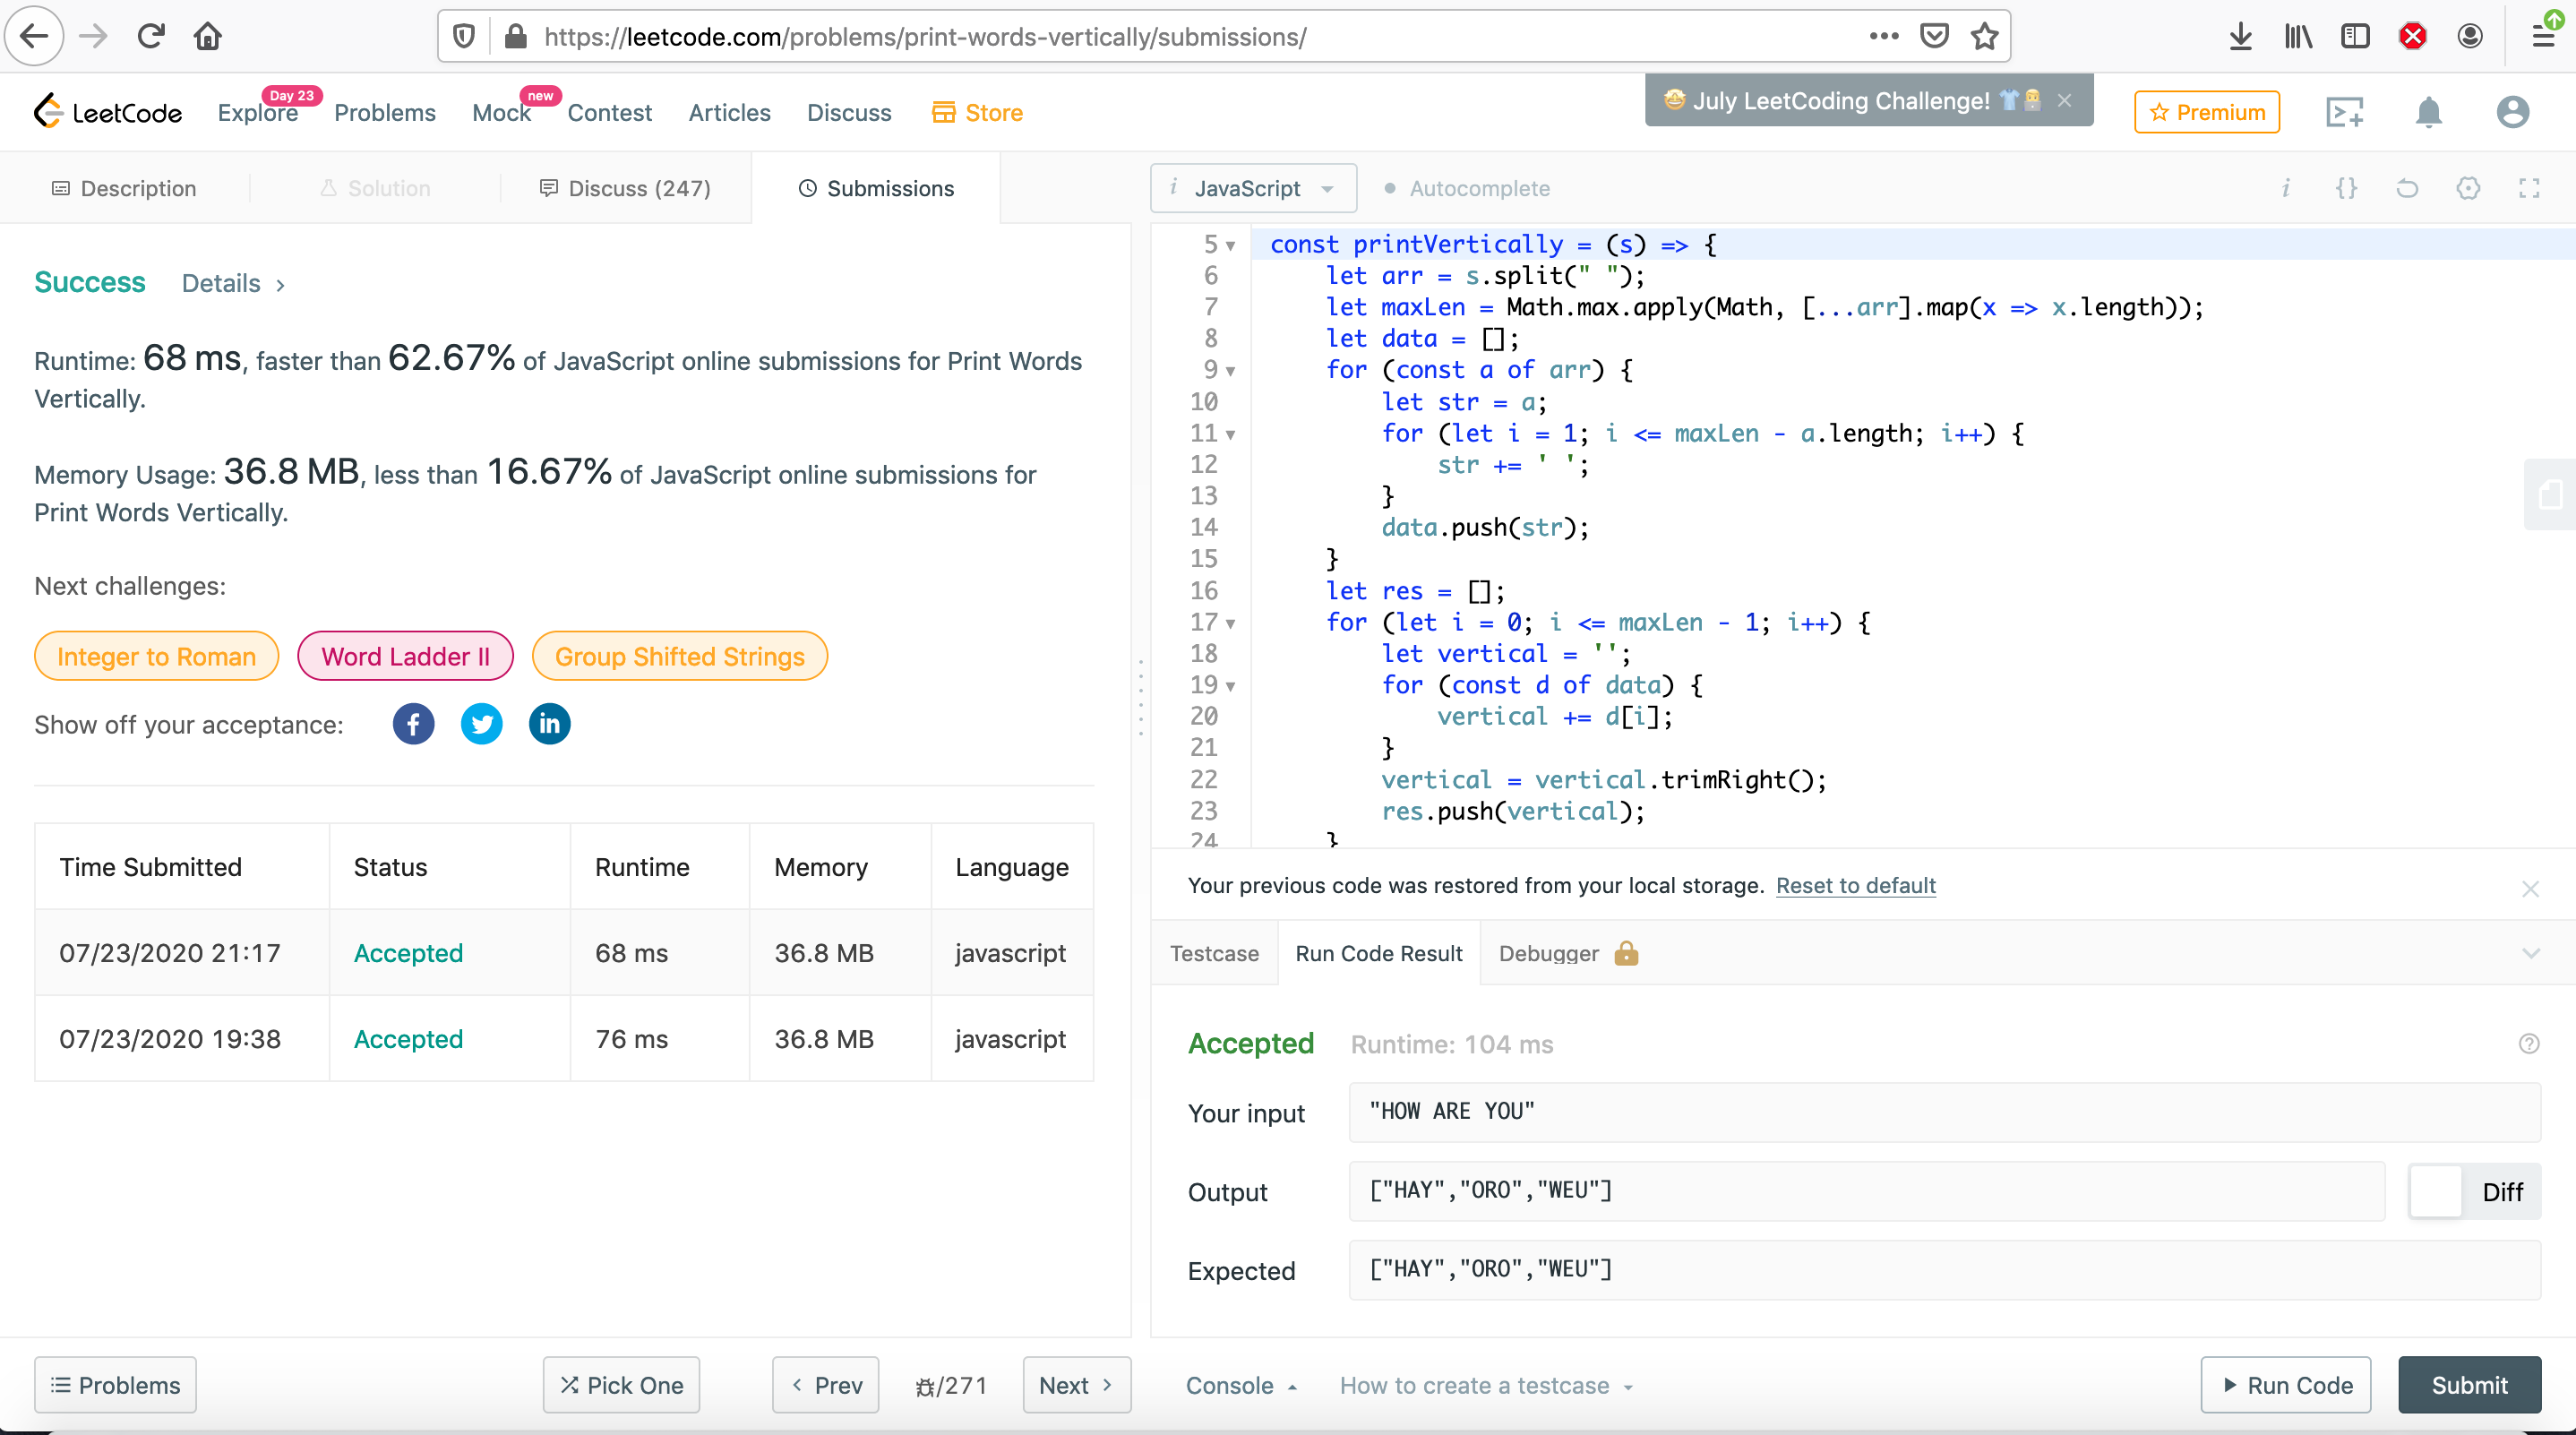 https://leetcode.com/problems/print-words-vertically/submissions/
LeetCode
Explore
Day 23
Problems
Mock
new
Contest
Articles
Discuss
Store
July LeetCoding Challenge!
Premium
Description
Solution
Discuss (247)
Submissions
i JavaScript
Autocomplete
i {}
Success Details >
Runtime: 68 ms, faster than 62.67% of JavaScript online submissions for Print Words
Vertically.
Memory Usage: 36.8 MB, less than 16.67% of JavaScript online submissions for
Print Words Vertically.
Next challenges:
Integer to Roman
Word Ladder II
Group Shifted Strings
Show off your acceptance:
f
in
Time Submitted Status Runtime Memory Language
07/23/2020 21:17 Accepted 68 ms 36.8 MB javascript
07/23/2020 19:38 Accepted 76 ms 36.8 MB javascript
5 const printVertically = (s) => {
6 let arr = s.split(" ");
7 let maxLen = Math.max.apply(Math, [...arr].map(x => x.length));
8 let data = [];
9 for (const a of arr) {
10 let str = a;
11 for (let i = 1; i <= maxLen - a.length; i++) {
12 str += ' ';
13 }
14 data.push(str);
15 }
16 let res = [];
17 for (let i = 0; i <= maxLen - 1; i++) {
18 let vertical = '';
19 for (const d of data) {
20 vertical += d[i];
21 }
22 vertical = vertical.trimRight();
23 res.push(vertical);
24 }
Your previous code was restored from your local storage. Reset to default
Testcase
Run Code Result
Debugger
Accepted Runtime: 104 ms
Your input "HOW ARE YOU"
Output ["HAY","ORO","WEU"]
Diff
Expected ["HAY","ORO","WEU"]
Problems
Pick One
< Prev
/271
Next >
Console
How to create a testcase
Run Code
Submit